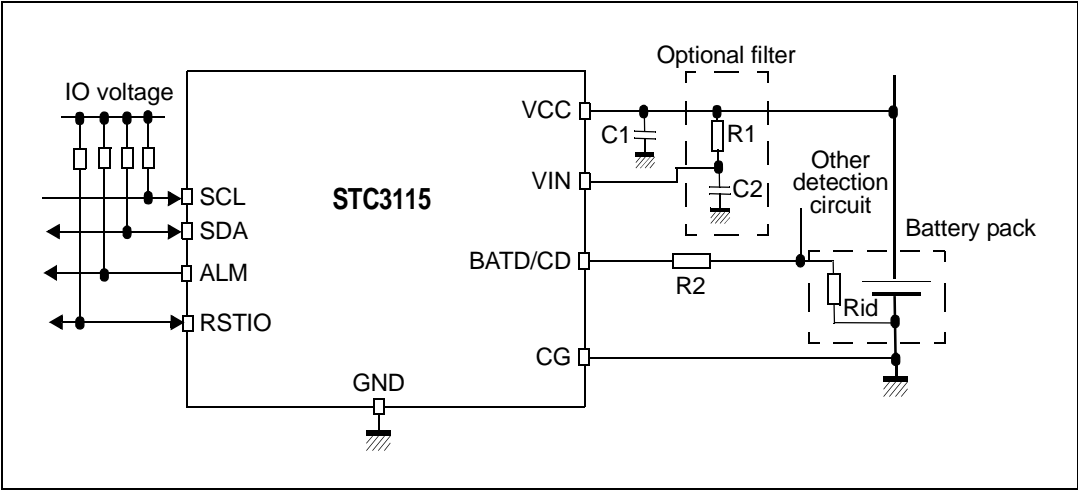 Optional filter
IO voltage
VCC
C1
R1
Other
detection
circuit
VIN
C2
STC3115
SCL
SDA
BATD/CD
R2
Battery pack
ALM
Rid
RSTIO
CG
GND